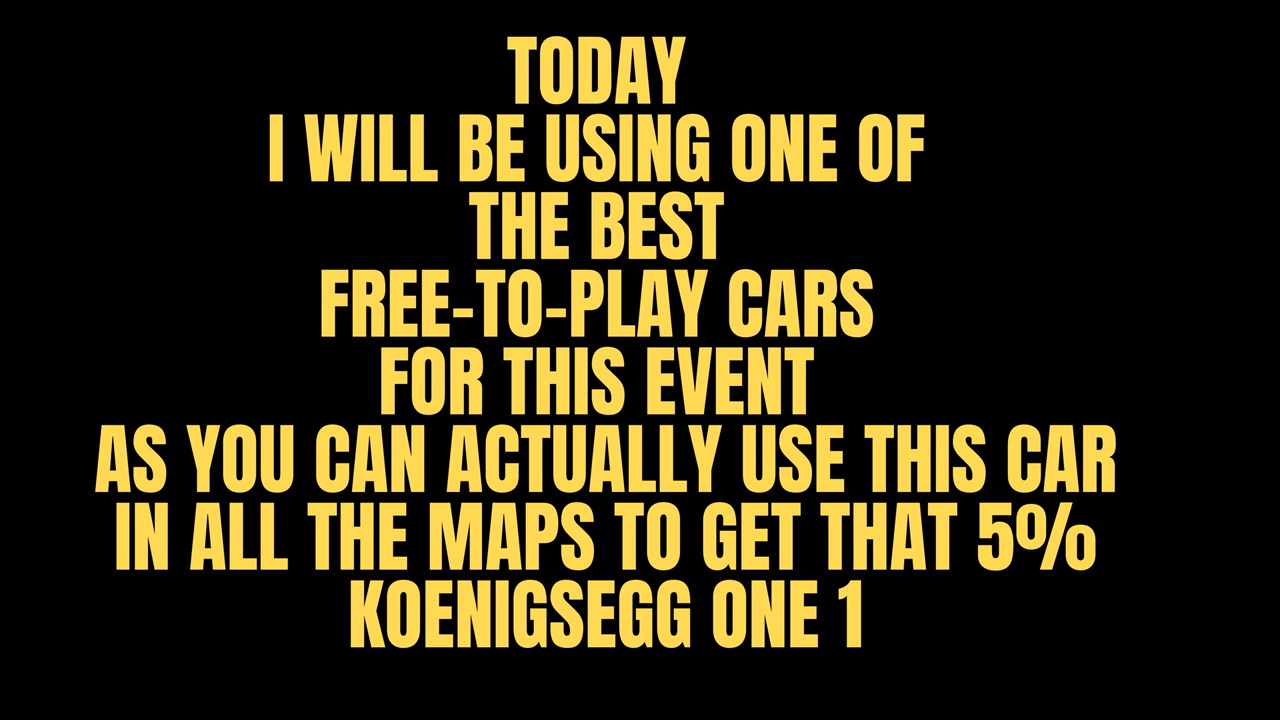 TODAY
I WILL BE USING ONE OF
THE BEST
FREE-TO-PLAY CARS
FOR THIS EVENT
AS YOU CAN ACTUALLY USE THIS CAR
IN ALL THE MAPS TO GET THAT 5%
KOENIGSEGG ONE 1